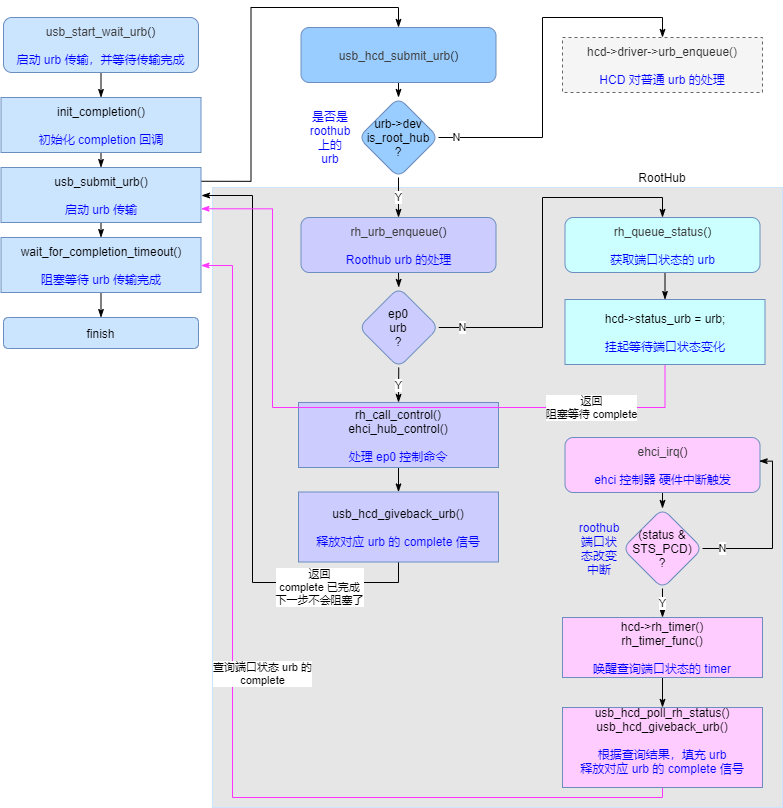 usb_start_wait_urb()
启动 urb 传输，并等待传输完成
init_completion()
初始化 completion 回调
usb_submit_urb()
启动 urb 传输
wait_for_completion_timeout()
阻塞等待 urb 传输完成
finish
usb_hcd_submit_urb()
是否是
roothub
上的
urb
urb->dev
is_root_hub
?
N
Y
hcd->driver->urb_enqueue()
HCD 对普通 urb 的处理
RootHub
rh_urb_enqueue()
Roothub urb 的处理
ep0
urb
?
N
Y
rh_queue_status()
获取端口状态的 urb
hcd->status_urb = urb;
挂起等待端口状态变化
返回
阻塞等待 complete
rh_call_control()
ehci_hub_control()
处理 ep0 控制命令
usb_hcd_giveback_urb()
释放对应 urb 的 complete 信号
返回
complete 已完成
下一步不会阻塞了
ehci_irq()
ehci 控制器 硬件中断触发
roothub
端口状
态改变
中断
(status &
STS_PCD)
?
N
Y
hcd->rh_timer()
rh_timer_func()
唤醒查询端口状态的 timer
查询端口状态 urb 的
complete
usb_hcd_poll_rh_status()
usb_hcd_giveback_urb()
根据查询结果，填充 urb
释放对应 urb 的 complete 信号